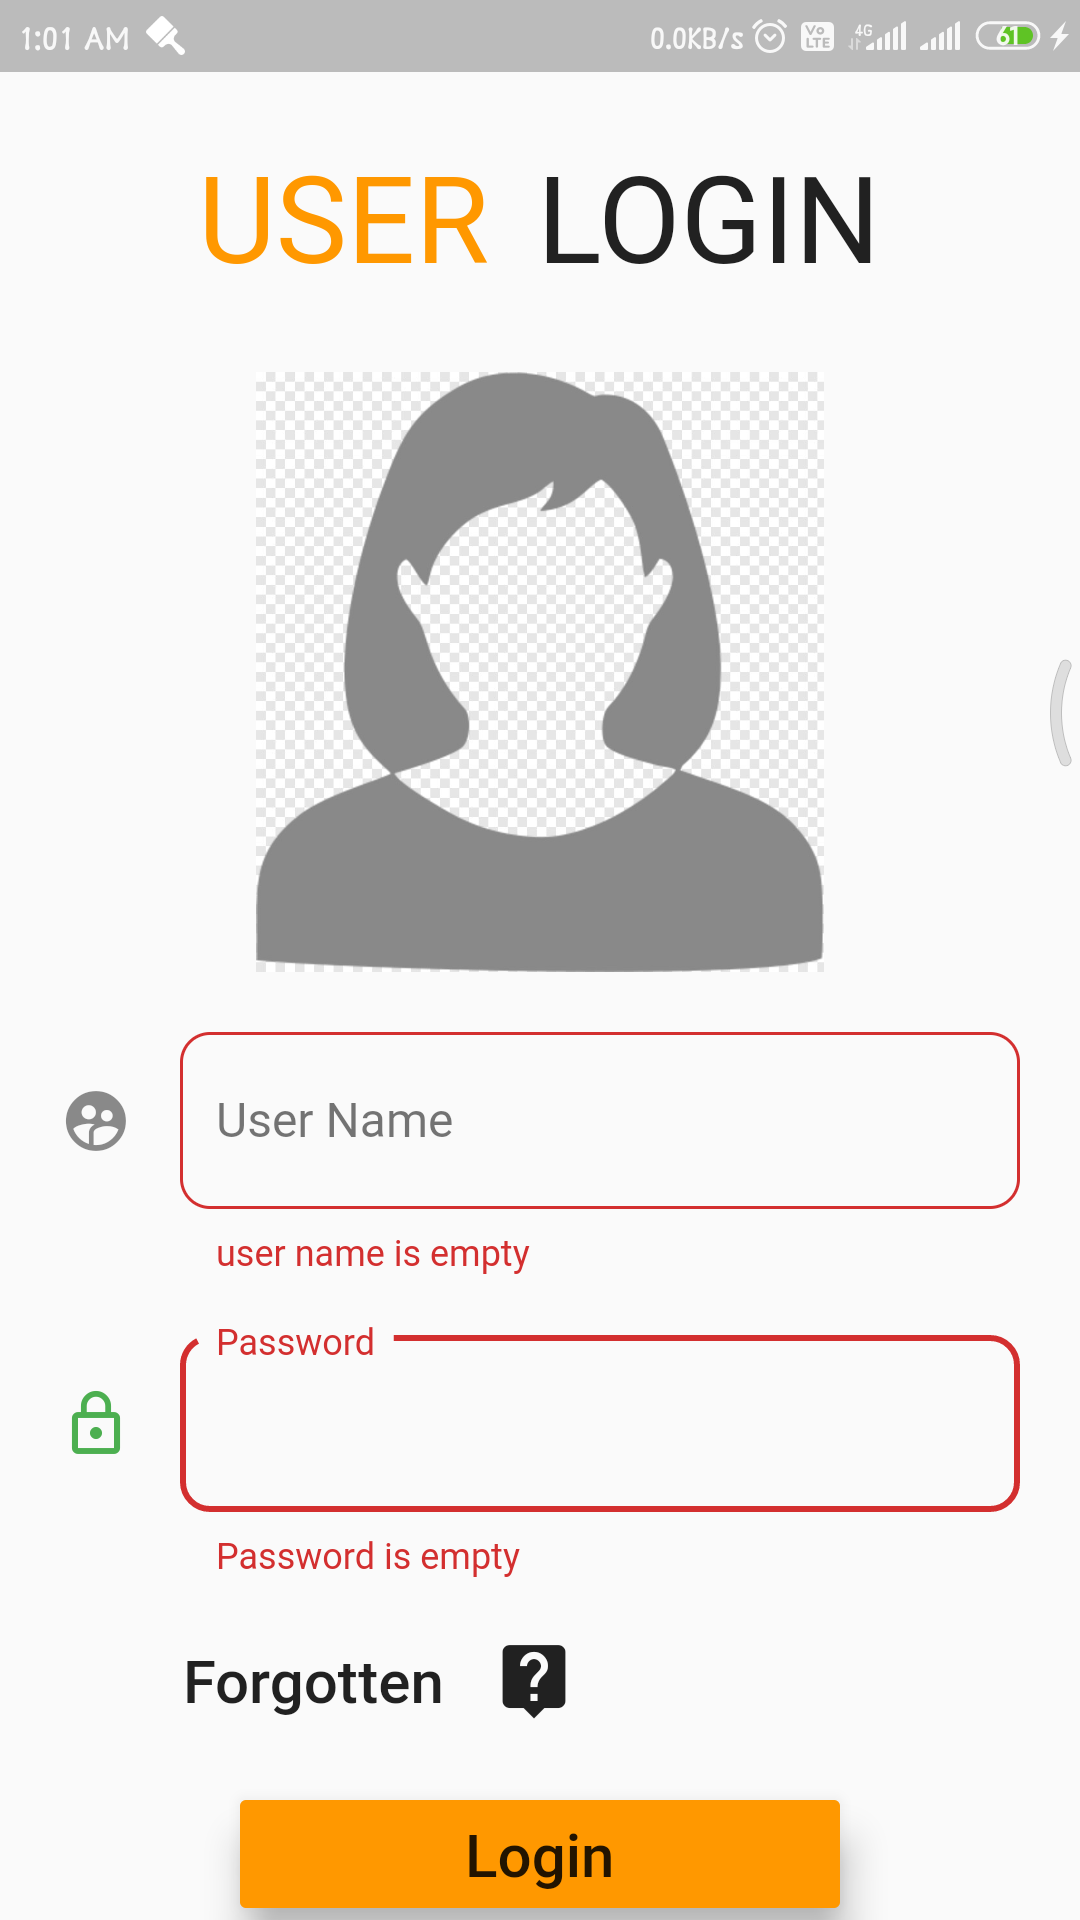 1:01 AM 0.0KB/s Vo LTE 4G 61
USER LOGIN
User Name
user name is empty
Password
Password is empty
Forgotten ?
Login